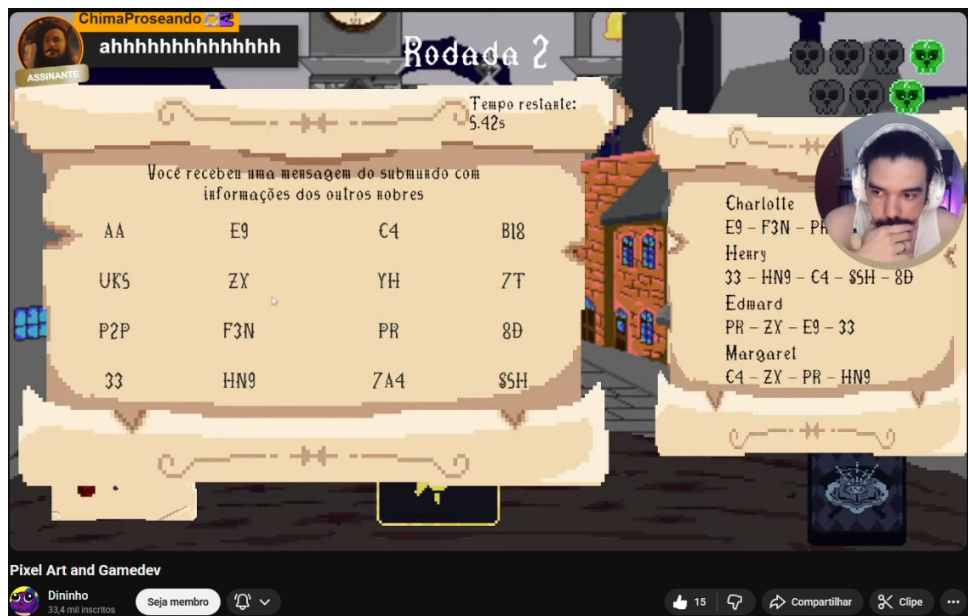 ChimaProseando
ahhhhhhhhhhhhhh
ASSINANTE
Rodada 2
Tempo restante:
5.42s
Você recebeu uma mensagem do submundo com
informações dos outros nobres
AA E9 C4 B18
UKS ZX YH 7T
P2P F3N PR 8D
33 HN9 7A4 $SH
Charlotte
E9 - F3N - PR
Henry
33 - HN9 - C4 - $SH - 8D
Edward
PR - ZX - E9 - 33
Margaret
C4 - ZX - PR - HN9
Pixel Art and Gamedev
Dininho
33,4 mil inscritos
Seja membro
15
Compartilhar
Clipe